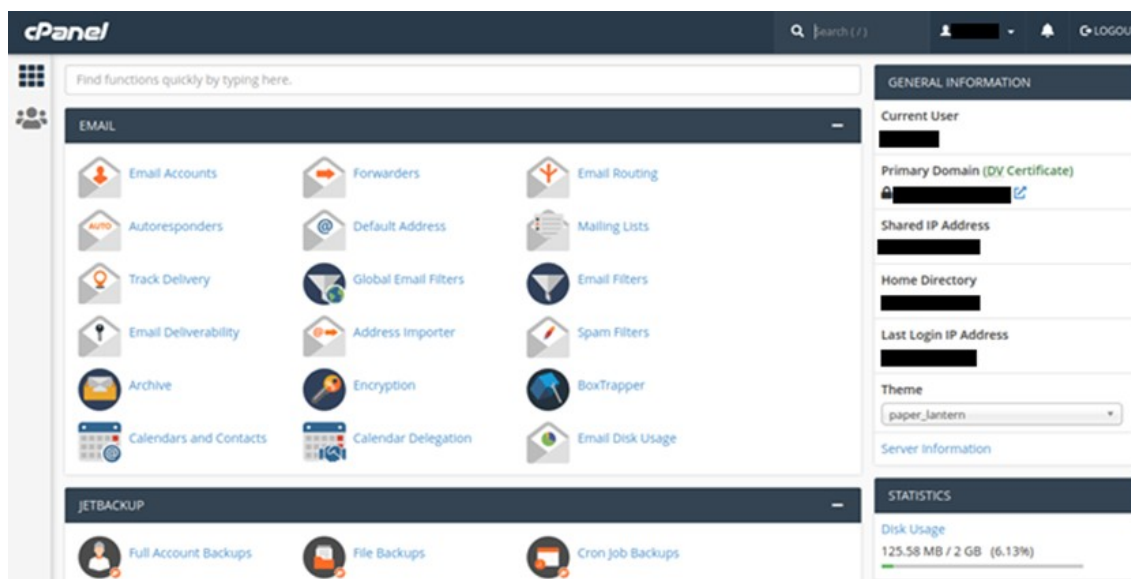 cPanel
Search ( / )
LOGOU
Find functions quickly by typing here.
EMAIL
Email Accounts
Forwarders
Email Routing
AUTO
Autoresponders
@
Default Address
Mailing Lists
Track Delivery
Global Email Filters
Email Filters
Email Deliverability
@
Address Importer
Spam Filters
Archive
Encryption
BoxTrapper
@
Calendars and Contacts
Calendar Delegation
Email Disk Usage
JETBACKUP
Full Account Backups
File Backups
Cron Job Backups
GENERAL INFORMATION
Current User
Primary Domain (DV Certificate)
Shared IP Address
Home Directory
Last Login IP Address
Theme
paper_lantern
Server Information
STATISTICS
Disk Usage
125.58 MB / 2 GB (6.13%)